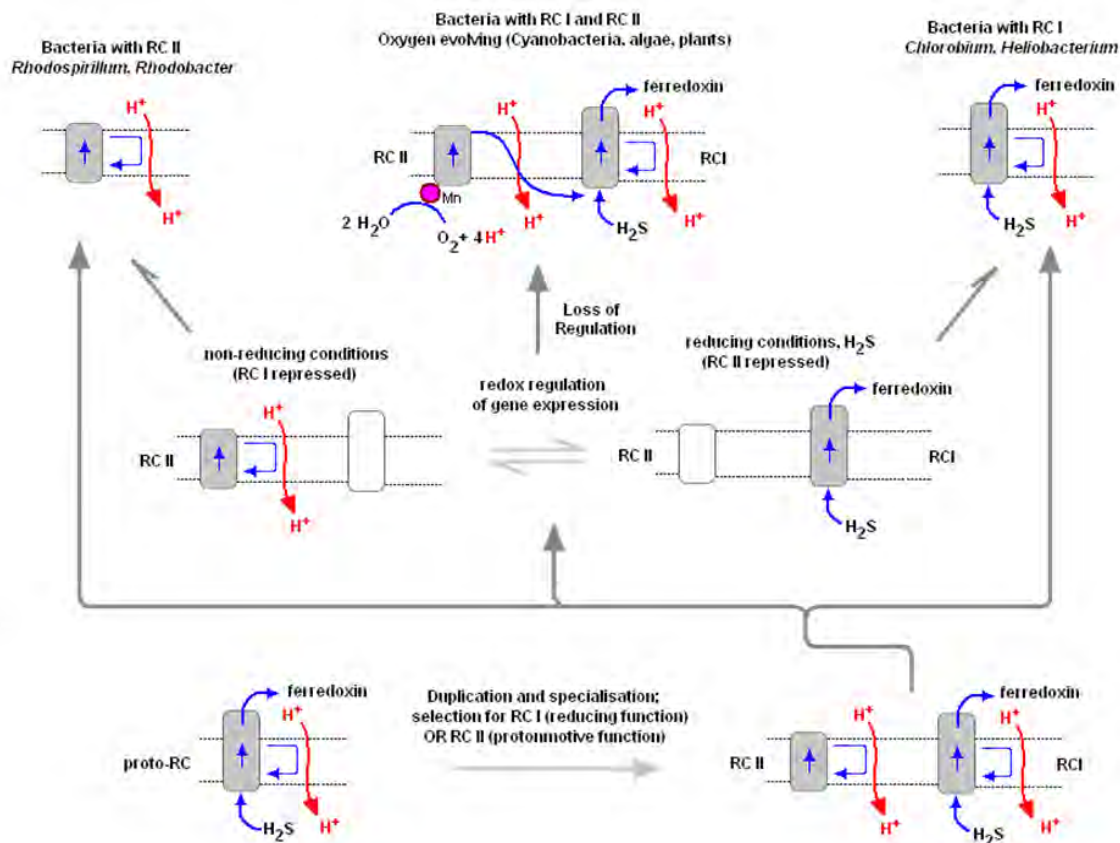 Bacteria with RC II
Rhodospirillum, Rhodobacter
H+
H+
Bacteria with RC I and RC II
Oxygen evolving (Cyanobacteria, algae, plants)
ferredoxin
H+
H+
RC II
RCI
Mn
2 H2O
O2+ 4H+
H+
H2S
H+
Bacteria with RC I
Chlorobium, Heliobacterium
ferredoxin
H+
H2S
H+
Loss of
Regulation
non-reducing conditions
(RC I repressed)
H+
RC II
H+
redox regulation
of gene expression
reducing conditions, H2S
(RC II repressed)
ferredoxin
RC II
RCI
H2S
ferredoxin
H+
proto-RC
H2S
H+
Duplication and specialisation;
selection for RC I (reducing function)
OR RC II (protonmotive function)
ferredoxin
H+
H+
RC II
RCI
H+
H2S
H+